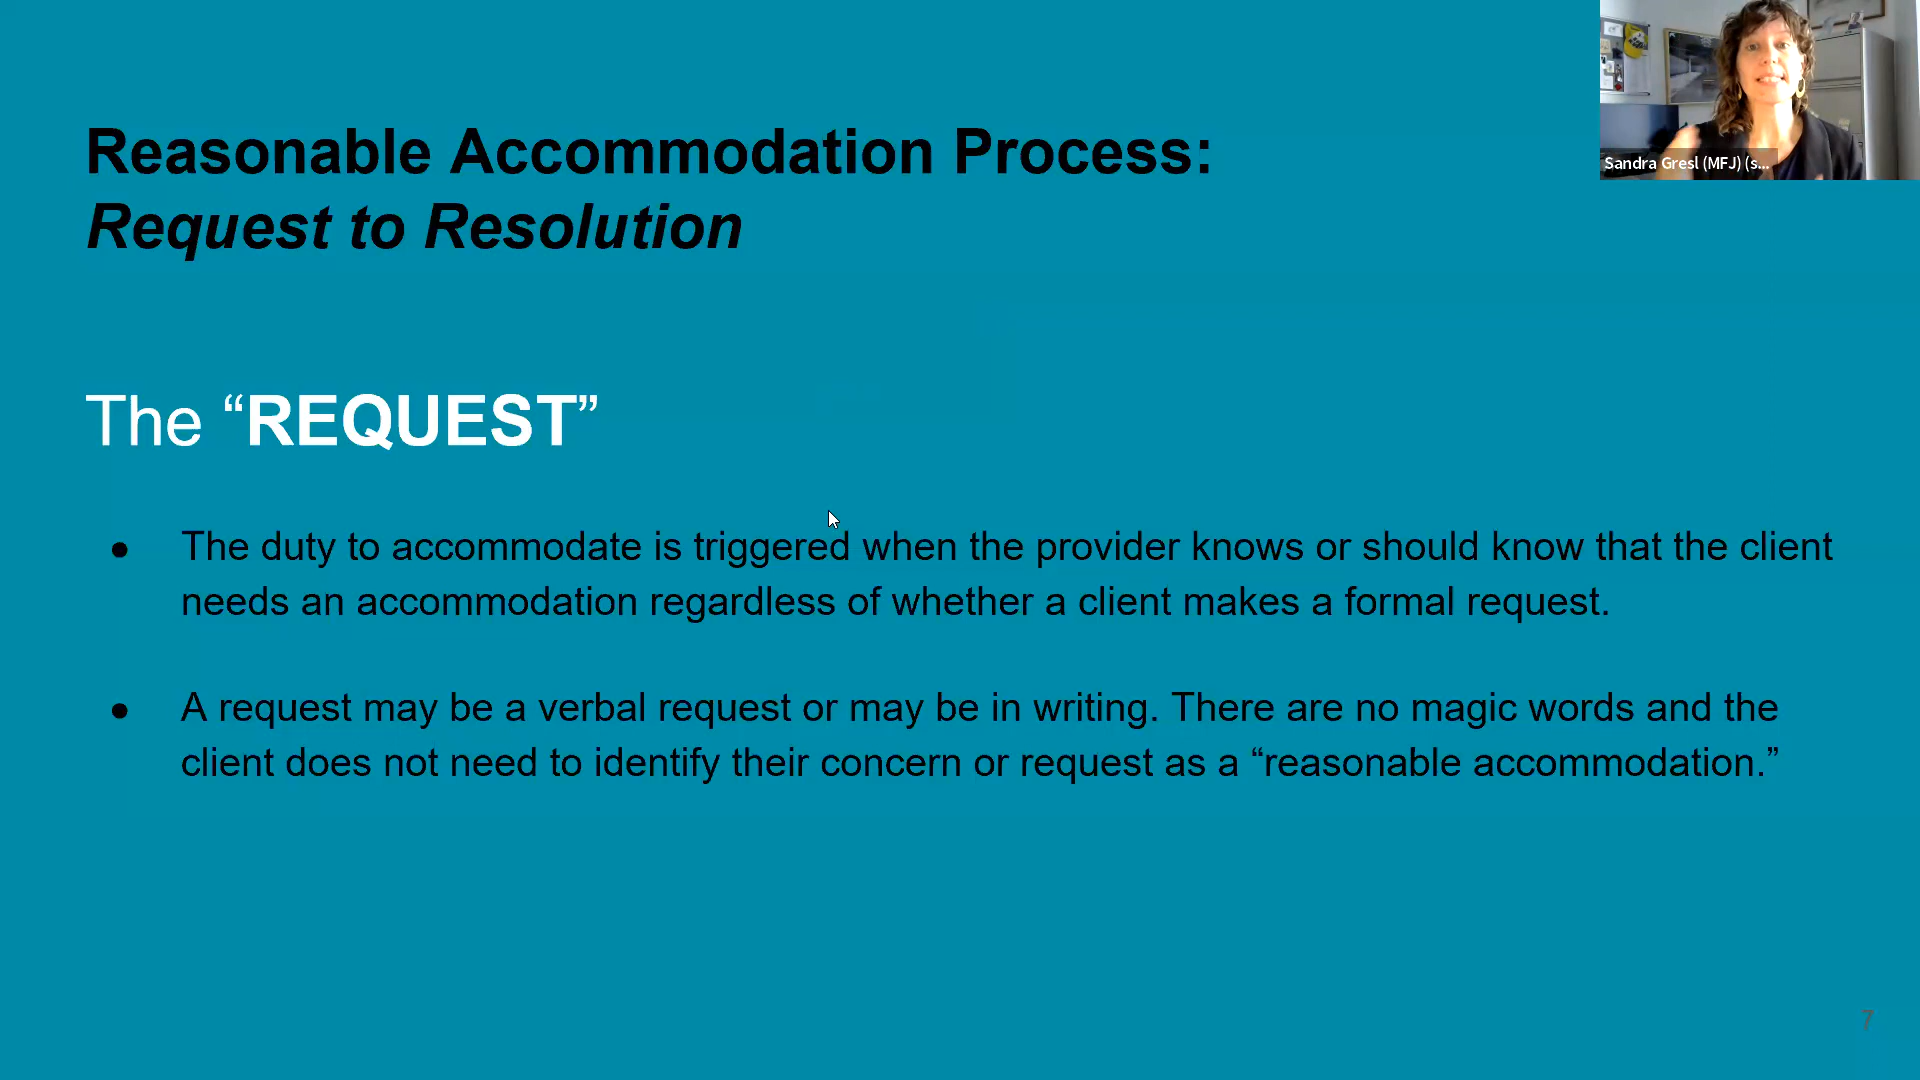 Reasonable Accommodation Process:
Request to Resolution
Sandra Gresl (MFJ) (s...
The “REQUEST”
● The duty to accommodate is triggered when the provider knows or should know that the client
needs an accommodation regardless of whether a client makes a formal request.
● A request may be a verbal request or may be in writing. There are no magic words and the
client does not need to identify their concern or request as a “reasonable accommodation.”
7